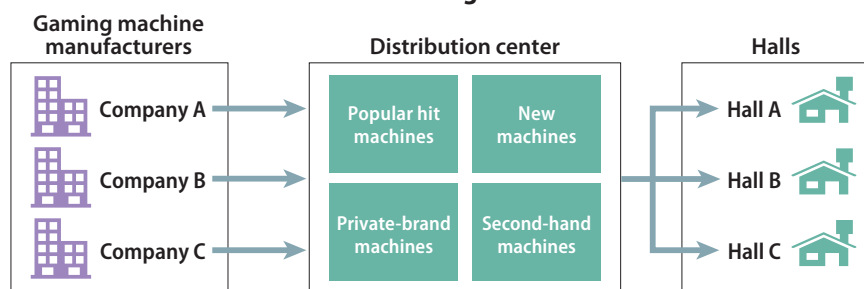 Gaming machine
manufacturers
Distribution center
Halls
Company A
Company B
Company C
Popular hit
machines
New
machines
Private-brand
machines
Second-hand
machines
Hall A
Hall B
Hall C